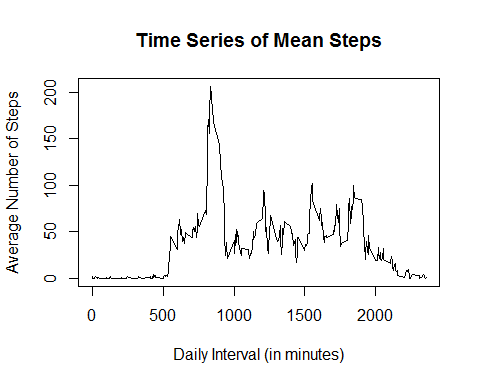 Time Series of Mean Steps
Average Number of Steps
200
150
100
50
0
0 500 1000 1500 2000
Daily Interval (in minutes)